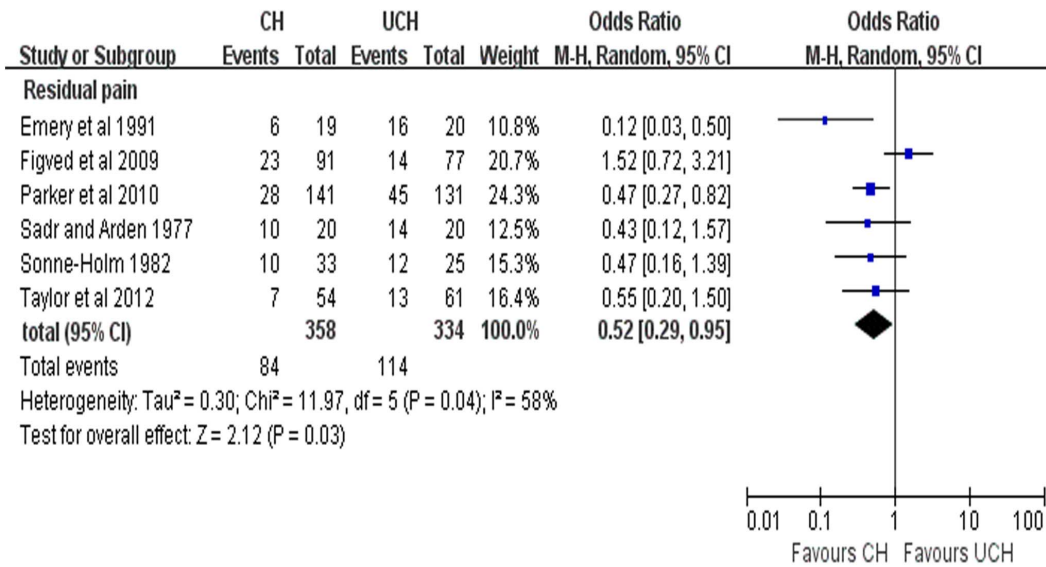 CH UCH Odds Ratio Odds Ratio
Study or Subgroup Events Total Events Total Weight M-H, Random, 95% CI M-H, Random, 95% CI
Residual pain
Emery et al 1991 6 19 16 20 10.8% 0.12 [0.03, 0.50]
Figved et al 2009 23 91 14 77 20.7% 1.52 [0.72, 3.21]
Parker et al 2010 28 141 45 131 24.3% 0.47 [0.27, 0.82]
Sadr and Arden 1977 10 20 14 20 12.5% 0.43 [0.12, 1.57]
Sonne-Holm 1982 10 33 12 25 15.3% 0.47 [0.16, 1.39]
Taylor et al 2012 7 54 13 61 16.4% 0.55 [0.20, 1.50]
total (95% CI) 358 334 100.0% 0.52 [0.29, 0.95]
Total events 84 114
Heterogeneity: Tau² = 0.30; Chi² = 11.97, df = 5 (P = 0.04); I² = 58%
Test for overall effect: Z = 2.12 (P = 0.03)
0.01 0.1 1 10 100
Favours CH Favours UCH